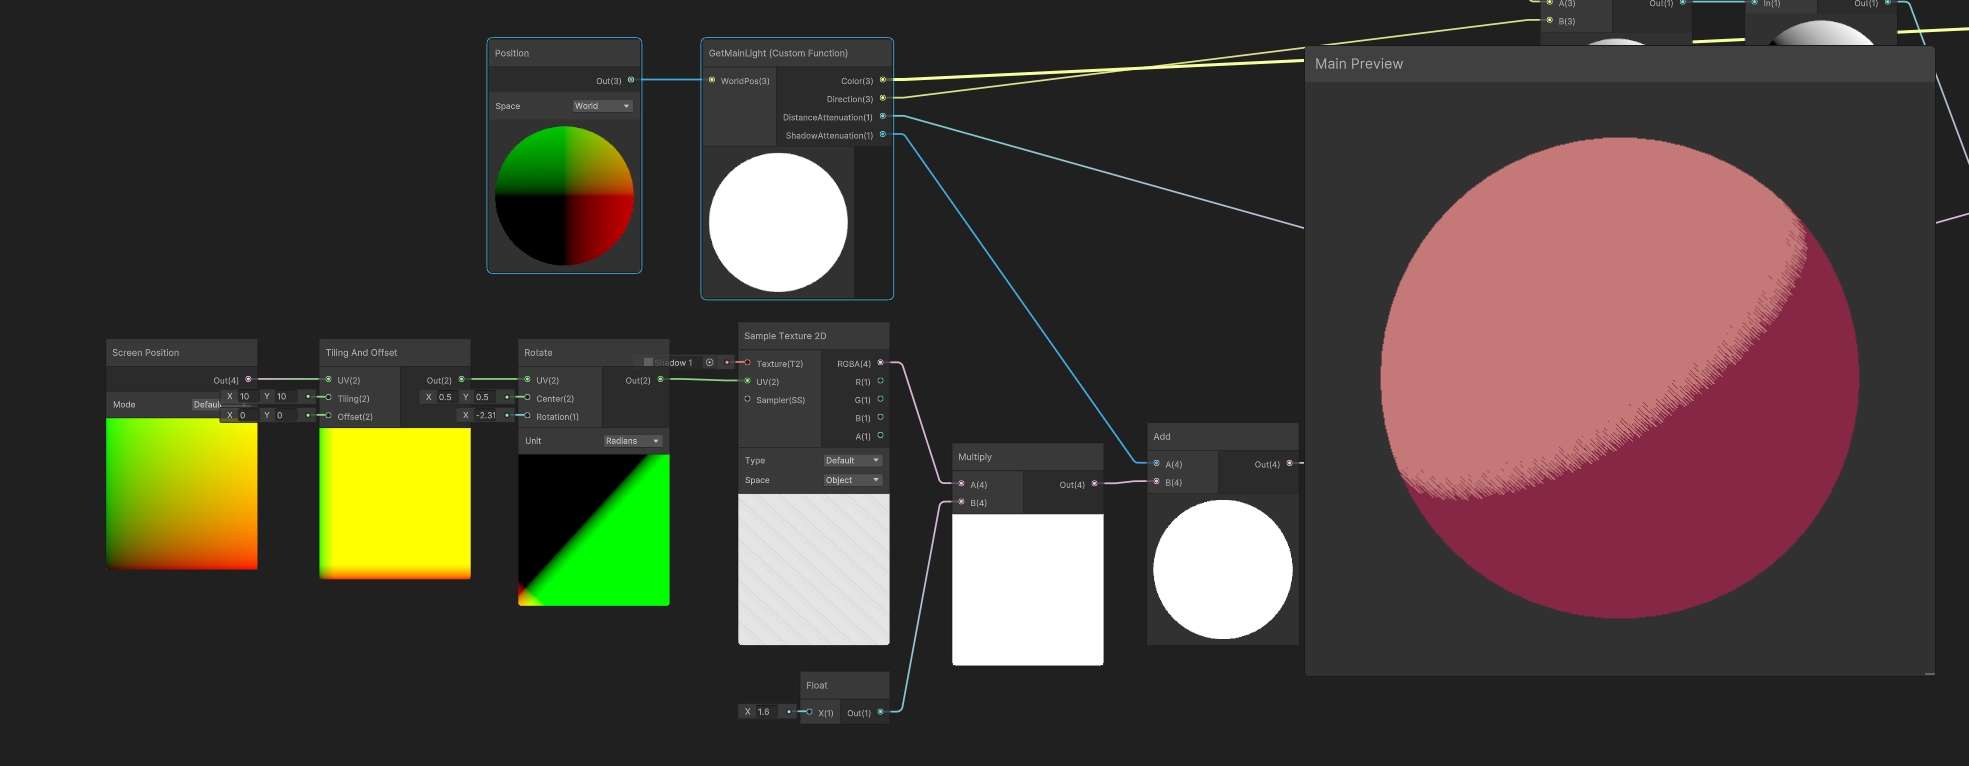 A(3) Out(1)
B(3)
In(1) Out(1)
Position
Out(3)
Space World
GetMainLight (Custom Function)
WorldPos(3) Color(3)
Direction(3)
DistanceAttenuation(1)
ShadowAttenuation(1)
Main Preview
Screen Position
Out(4)
Mode
X 10 Y 10
X 0 Y 0
Tiling And Offset
UV(2) Out(2)
Tiling(2)
Offset(2)
X 0.5 Y 0.5
X -2.31
Rotate
UV(2) Out(2)
Center(2)
Rotation(1)
Unit Radians
Shadow 1
Sample Texture 2D
Texture(T2) RGBA(4)
UV(2) R(1)
Sampler(SS) G(1)
B(1)
A(1)
Type Default
Space Object
Multiply
A(4) Out(4)
B(4)
Add
A(4) Out(4)
B(4)
Float
X 1.6 X(1) Out(1)